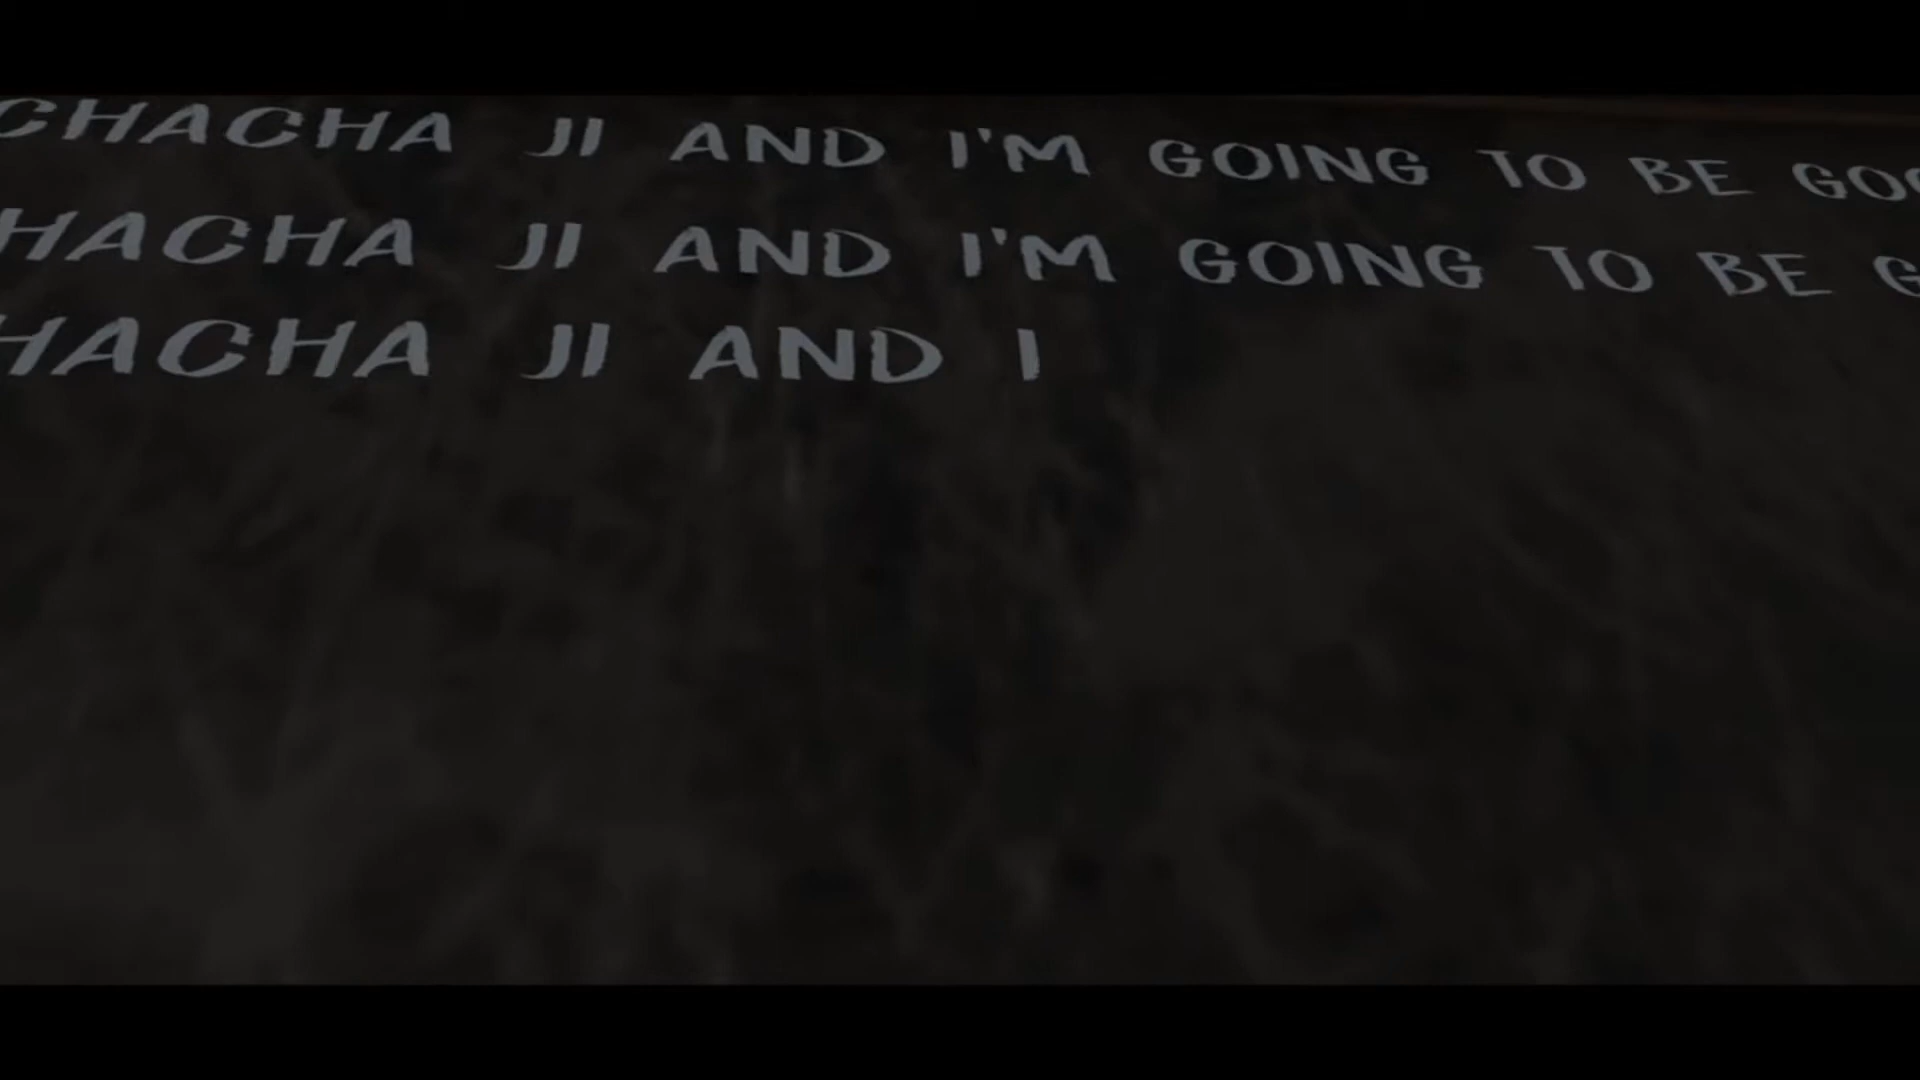 CHACHA JI AND I'M GOING TO BE
HACHA JI AND I'M GOING TO BE
HACHA JI AND I